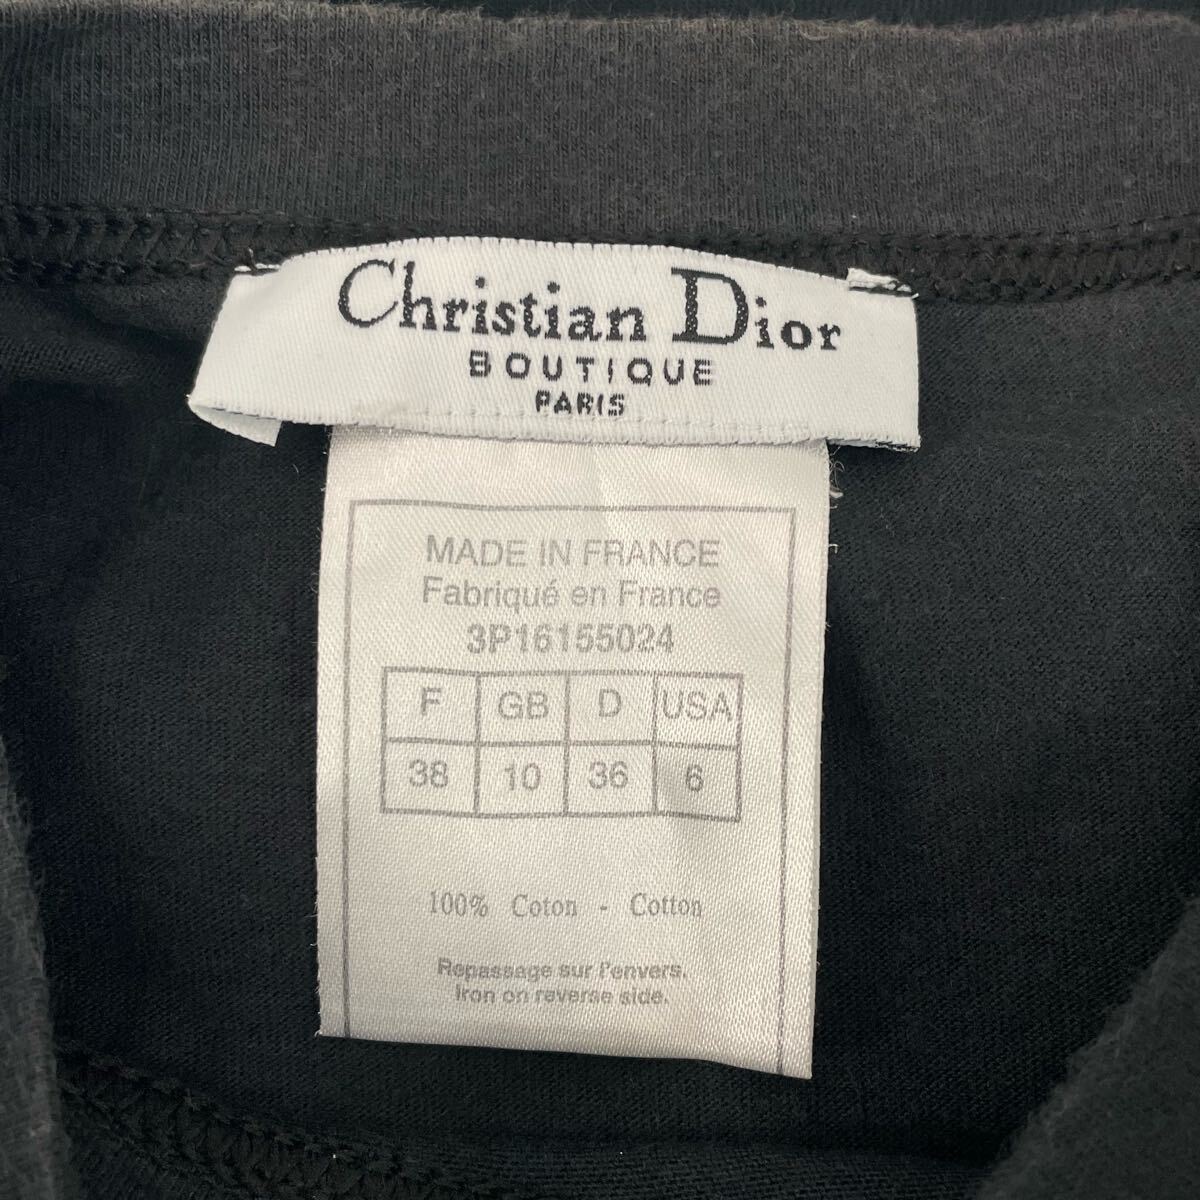 Christian Dior
BOUTIQUE
PARIS
MADE IN FRANCE
Fabriqué en France
3P16155024
F GB D USA
38 10 36 6
100% Coton - Cotton
Repassage sur l'envers.
Iron on reverse side.